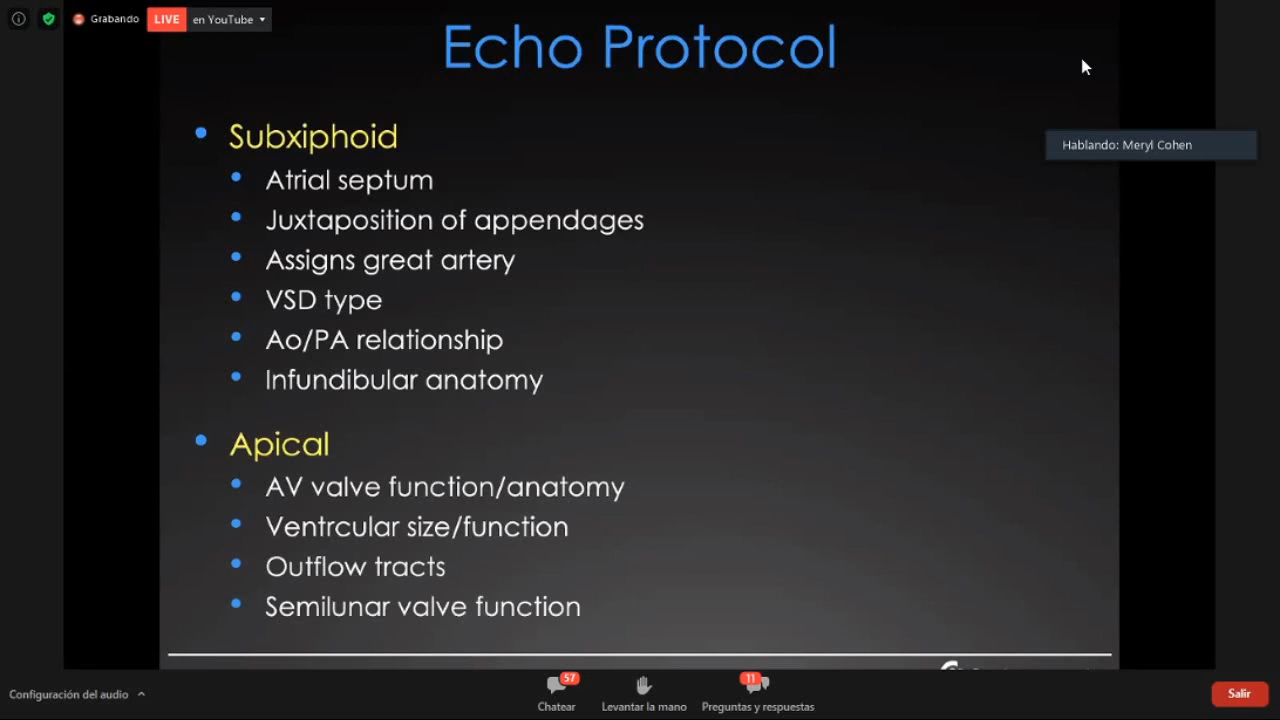 Grabando
LIVE en YouTube
Echo Protocol
Hablando: Meryl Cohen
• Subxiphoid
• Atrial septum
• Juxtaposition of appendages
• Assigns great artery
• VSD type
• Ao/PA relationship
• Infundibular anatomy
• Apical
• AV valve function/anatomy
• Ventrcular size/function
• Outflow tracts
• Semilunar valve function
Configuración del audio
57
Chatear
Levantar la mano
11
Preguntas y respuestas
Salir